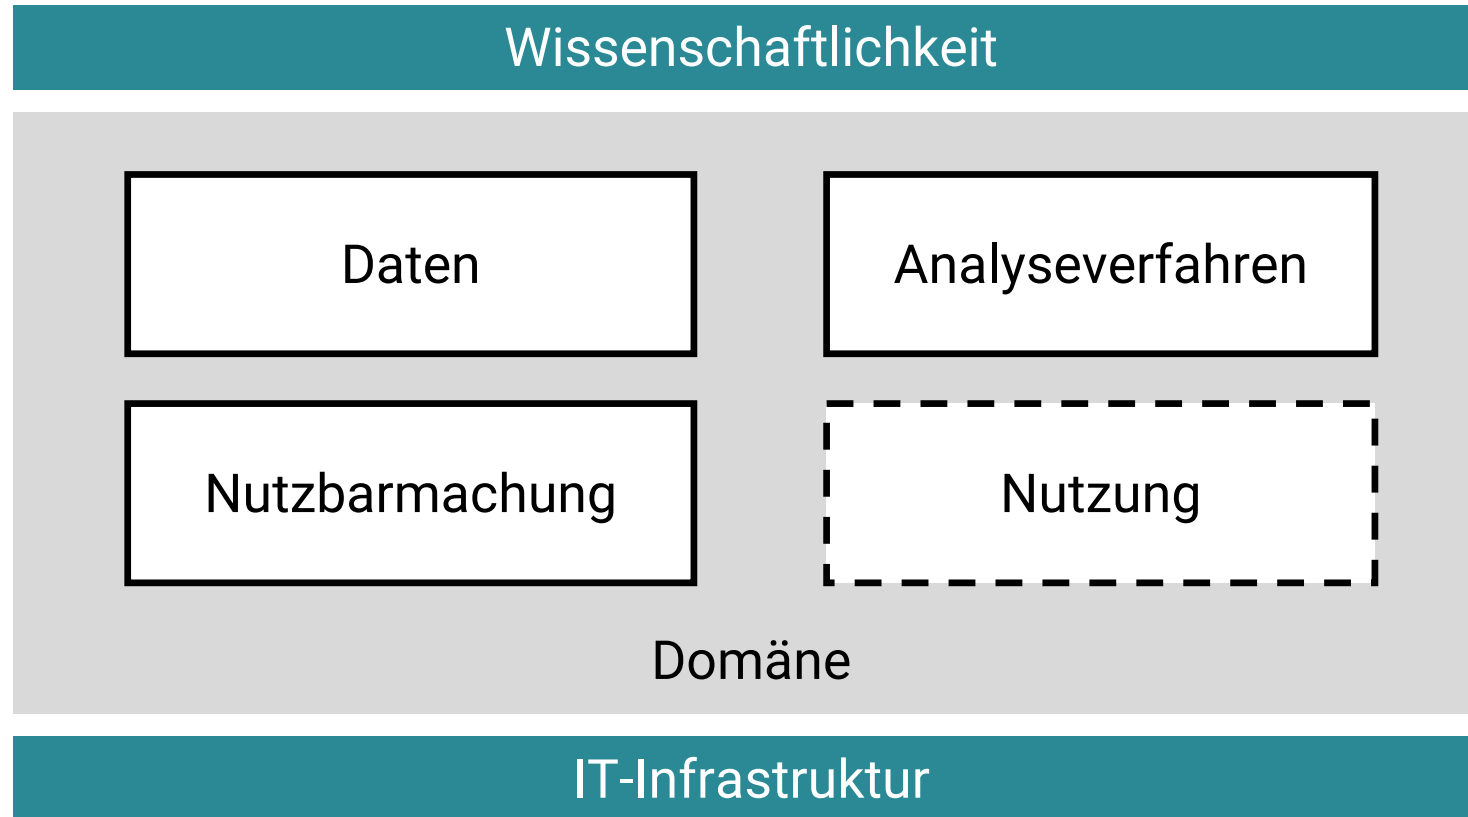 Wissenschaftlichkeit
Daten
Analyseverfahren
Nutzbarmachung
Nutzung
Domäne
IT-Infrastruktur